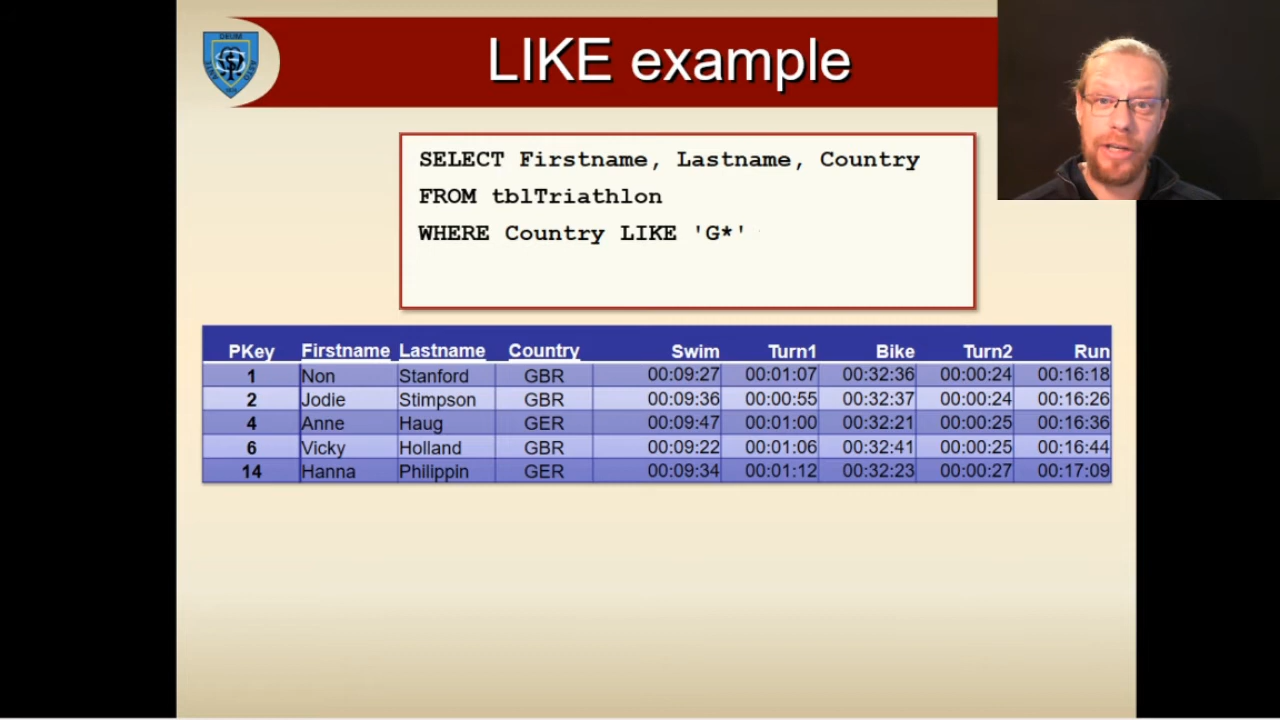 LIKE example
SELECT Firstname, Lastname, Country
FROM tblTriathlon
WHERE Country LIKE 'G*'
PKey Firstname Lastname Country Swim Turn1 Bike Turn2 Run
1 Non Stanford GBR 00:09:27 00:01:07 00:32:36 00:00:24 00:16:18
2 Jodie Stimpson GBR 00:09:36 00:00:55 00:32:37 00:00:24 00:16:26
4 Anne Haug GER 00:09:47 00:01:00 00:32:21 00:00:25 00:16:36
6 Vicky Holland GBR 00:09:22 00:01:06 00:32:41 00:00:25 00:16:44
14 Hanna Philippin GER 00:09:34 00:01:12 00:32:23 00:00:27 00:17:09